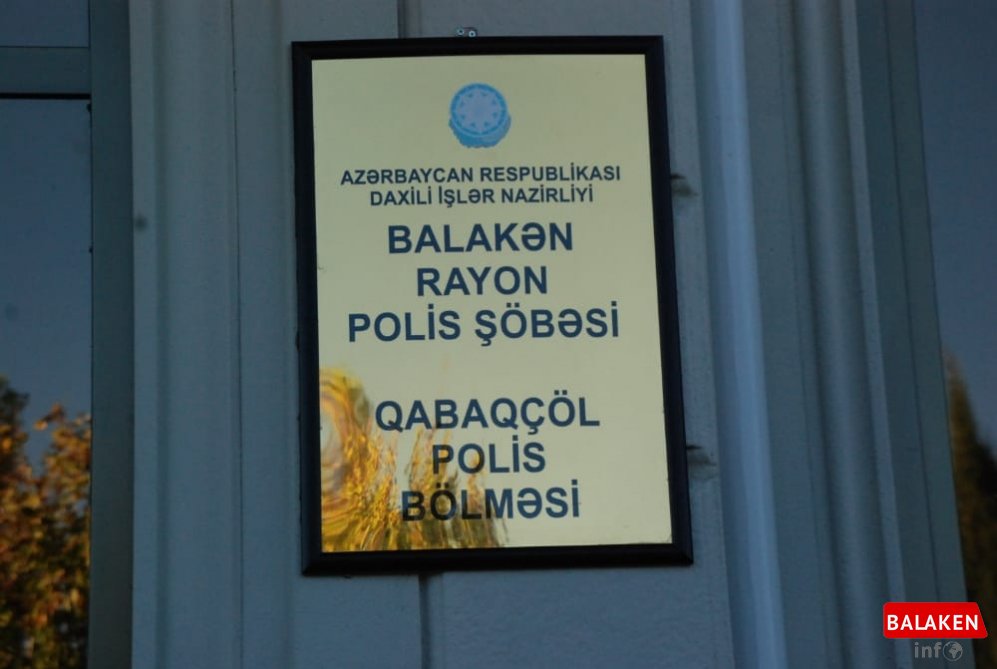 AZƏRBAYCAN RESPUBLİKASI
DAXİLİ İŞLƏR NAZİRLİYİ
BALAKƏN
RAYON
POLİS ŞÖBƏSİ
QABAQÇÖL
POLİS
BÖLMƏSİ
BALAKEN
info